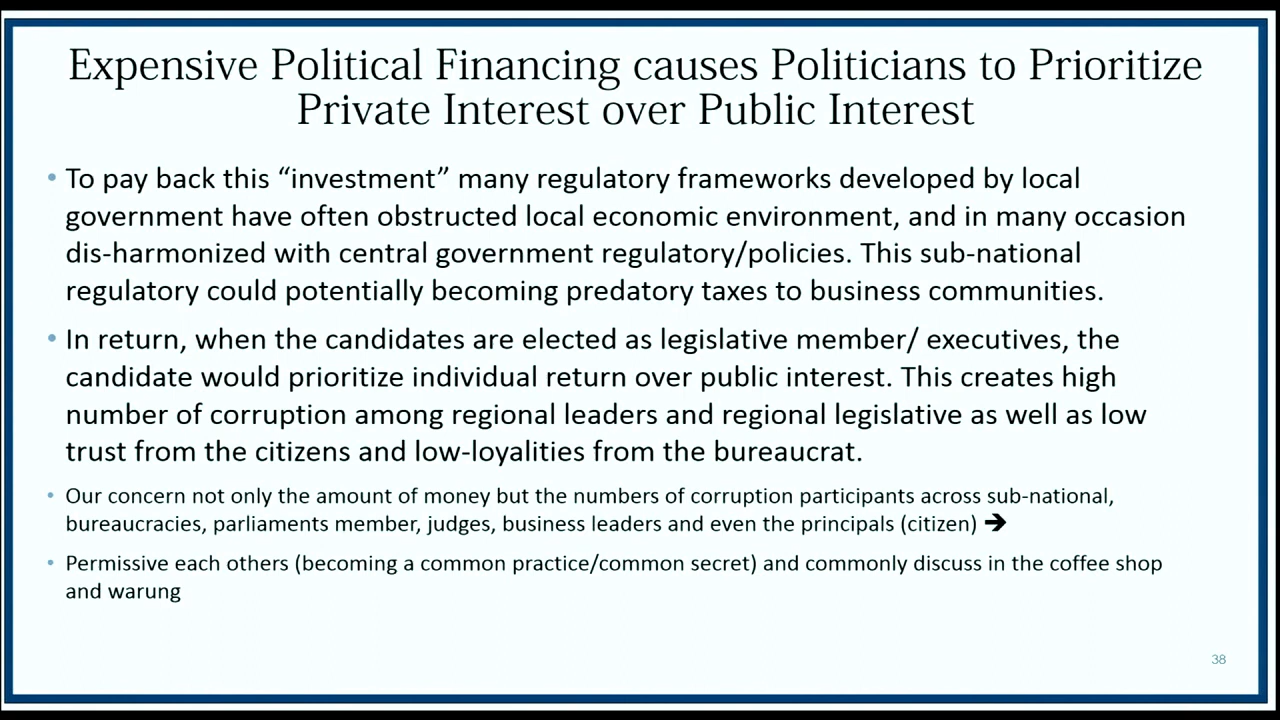 Expensive Political Financing causes Politicians to Prioritize
Private Interest over Public Interest
• To pay back this “investment” many regulatory frameworks developed by local
government have often obstructed local economic environment, and in many occasion
dis-harmonized with central government regulatory/policies. This sub-national
regulatory could potentially becoming predatory taxes to business communities.
• In return, when the candidates are elected as legislative member/ executives, the
candidate would prioritize individual return over public interest. This creates high
number of corruption among regional leaders and regional legislative as well as low
trust from the citizens and low-loyalities from the bureaucrat.
• Our concern not only the amount of money but the numbers of corruption participants across sub-national,
bureaucracies, parliaments member, judges, business leaders and even the principals (citizen) ➔
• Permissive each others (becoming a common practice/common secret) and commonly discuss in the coffee shop
and warung
38